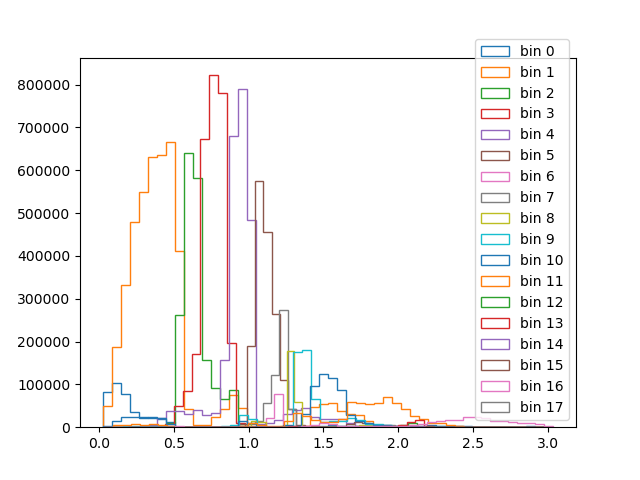 800000
700000
600000
500000
400000
300000
200000
100000
0
0.0 0.5 1.0 1.5 2.0 2.5 3.0
bin 0
bin 1
bin 2
bin 3
bin 4
bin 5
bin 6
bin 7
bin 8
bin 9
bin 10
bin 11
bin 12
bin 13
bin 14
bin 15
bin 16
bin 17